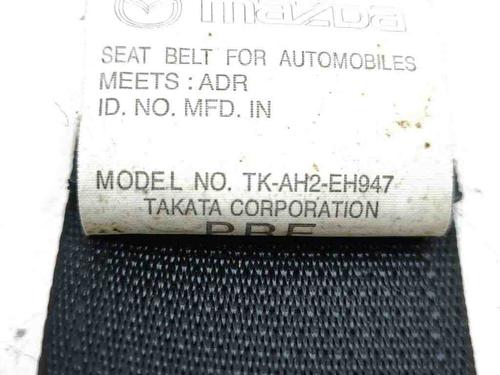 mazda
SEAT BELT FOR AUTOMOBILES
MEETS : ADR
ID. NO. MFD. IN
MODEL NO. TK-AH2-EH947
TAKATA CORPORATION